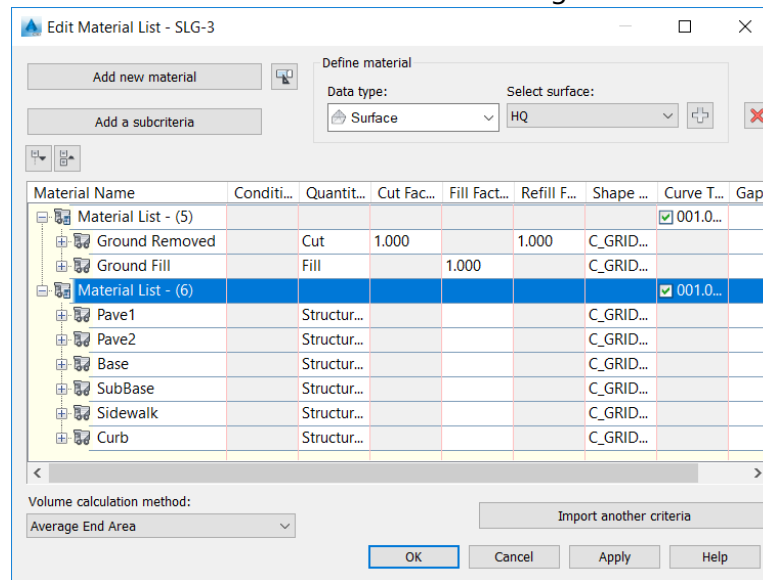 Edit Material List - SLG-3
Define material
Add new material
Data type:
Select surface:
Surface
HQ
Add a subcriteria
Material Name Conditi... Quantit... Cut Fac... Fill Fact... Refill F... Shape ... Curve T... Gap
Material List - (5) 001.0...
Ground Removed Cut 1.000 1.000 C_GRID...
Ground Fill Fill 1.000 C_GRID...
Material List - (6) 001.0...
Pave1 Structur... C_GRID...
Pave2 Structur... C_GRID...
Base Structur... C_GRID...
SubBase Structur... C_GRID...
Sidewalk Structur... C_GRID...
Curb Structur... C_GRID...
Volume calculation method:
Average End Area
Import another criteria
OK Cancel Apply Help